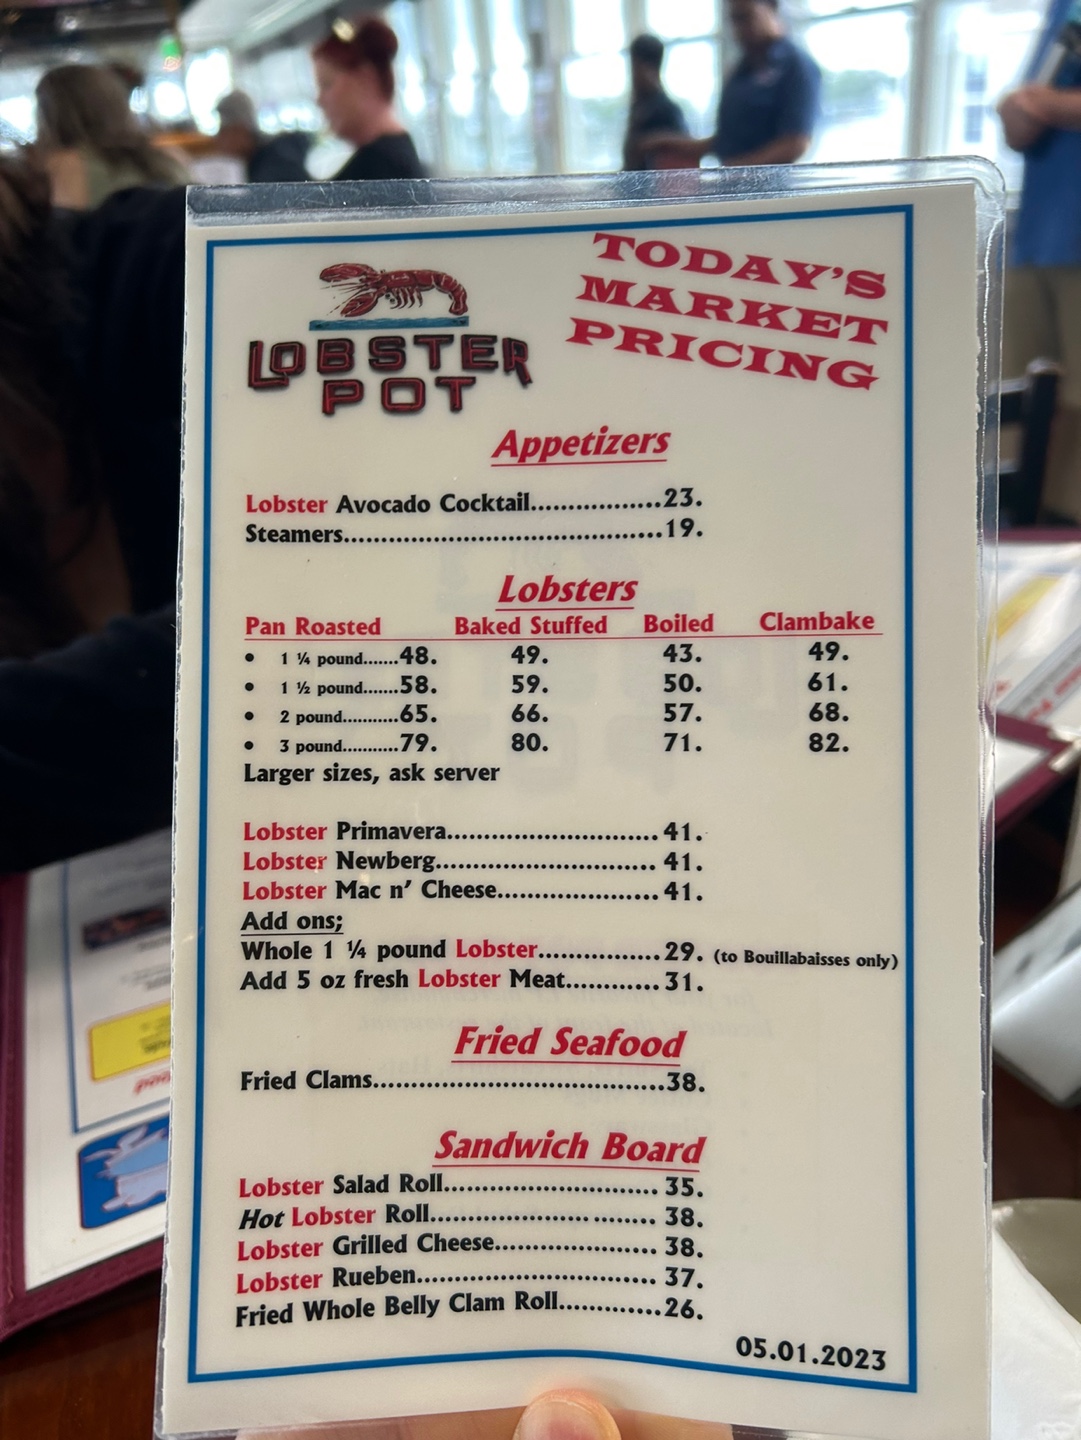 LOBSTER
POT
TODAY'S
MARKET
PRICING
Appetizers
Lobster Avocado Cocktail.................23.
Steamers..........................................19.
Lobsters
Pan Roasted Baked Stuffed Boiled Clambake
• 1 ¼ pound.......48. 49. 43. 49.
• 1 ½ pound.......58. 59. 50. 61.
• 2 pound...........65. 66. 57. 68.
• 3 pound...........79. 80. 71. 82.
Larger sizes, ask server
Lobster Primavera............................41.
Lobster Newberg............................. 41.
Lobster Mac n' Cheese.....................41.
Add ons;
Whole 1 ¼ pound Lobster................29. (to Bouillabaisses only)
Add 5 oz fresh Lobster Meat............31.
Fried Seafood
Fried Clams.......................................38.
Sandwich Board
Lobster Salad Roll............................ 35.
Hot Lobster Roll..................... ........ 38.
Lobster Grilled Cheese..................... 38.
Lobster Rueben................................ 37.
Fried Whole Belly Clam Roll.............26.
05.01.2023